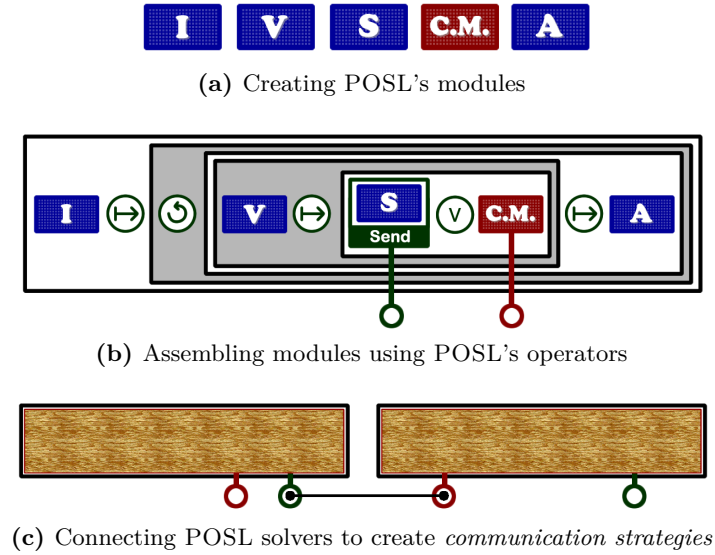 I V S C.M. A
(a) Creating POSL's modules
I ↦ ↺ V ↦ S ∨ C.M. ↦ A
Send
(b) Assembling modules using POSL's operators
(c) Connecting POSL solvers to create communication strategies